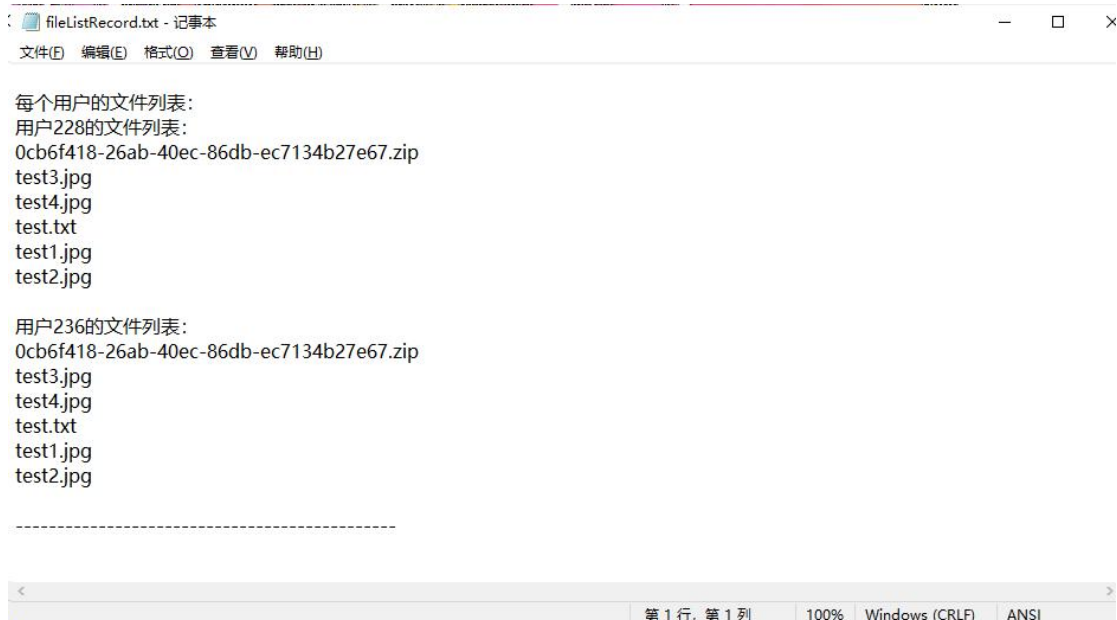 fileListRecord.txt - 记事本
文件(F) 编辑(E) 格式(O) 查看(V) 帮助(H)
每个用户的文件列表:
用户228的文件列表:
0cb6f418-26ab-40ec-86db-ec7134b27e67.zip
test3.jpg
test4.jpg
test.txt
test1.jpg
test2.jpg
用户236的文件列表:
0cb6f418-26ab-40ec-86db-ec7134b27e67.zip
test3.jpg
test4.jpg
test.txt
test1.jpg
test2.jpg
----------------------------------------------
第 1 行, 第 1 列 100% Windows (CRLF) ANSI